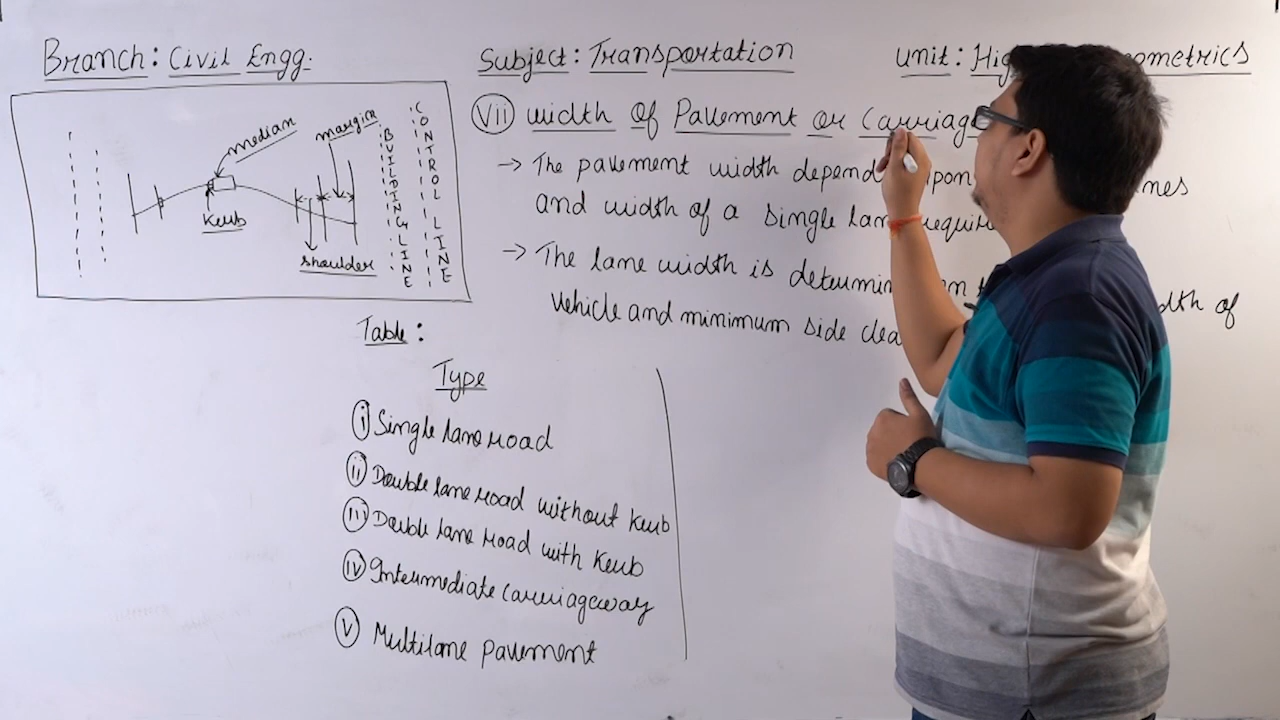 Branch: Civil Engg.
Subject: Transportation
Unit: Hig ometrics
(vii) width of Pavement or Carriag
→ The pavement width depend upon nes
and width of a single lan requir
→ The lane width is determin on dth of
vehicle and minimum side clea
median
margin
kerb
shoulder
BUILDING LINE
CONTROL LINE
Table:
Type
(i) Single lane road
(ii) Double lane road without kerb
(iii) Double lane road with kerb
(iv) Intermediate carriageway
(v) Multilane pavement